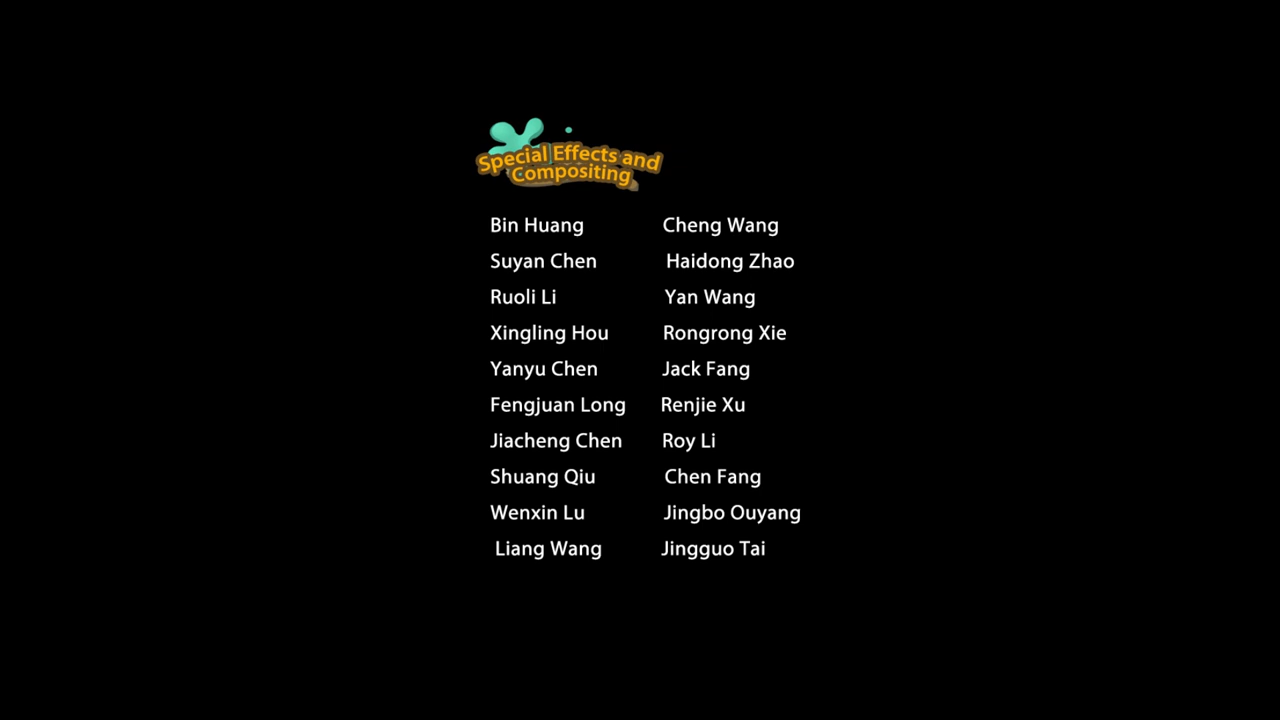 Special Effects and
Compositing
Bin Huang Cheng Wang
Suyan Chen Haidong Zhao
Ruoli Li Yan Wang
Xingling Hou Rongrong Xie
Yanyu Chen Jack Fang
Fengjuan Long Renjie Xu
Jiacheng Chen Roy Li
Shuang Qiu Chen Fang
Wenxin Lu Jingbo Ouyang
Liang Wang Jingguo Tai